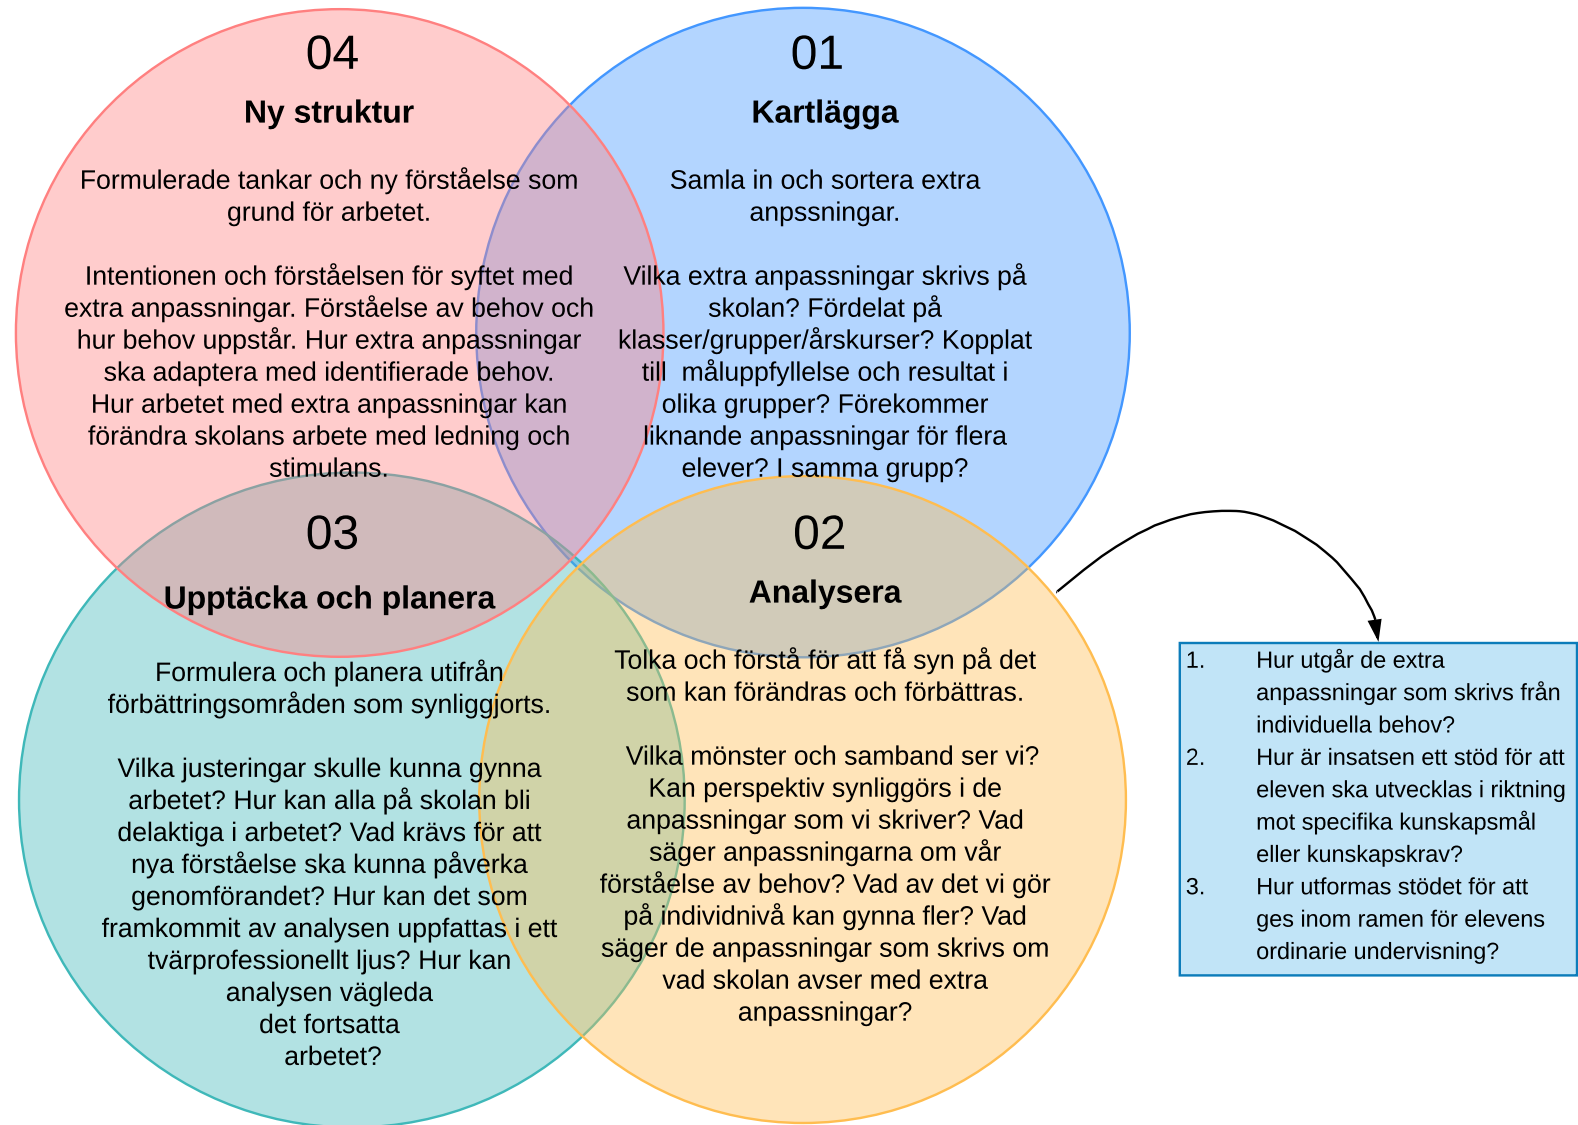 04
Ny struktur
Formulerade tankar och ny förståelse som
grund för arbetet.
Intentionen och förståelsen för syftet med
extra anpassningar. Förståelse av behov och
hur behov uppstår. Hur extra anpassningar
ska adaptera med identifierade behov.
Hur arbetet med extra anpassningar kan
förändra skolans arbete med ledning och
stimulans.
01
Kartlägga
Samla in och sortera extra
anpssningar.
Vilka extra anpassningar skrivs på
skolan? Fördelat på
klasser/grupper/årskurser? Kopplat
till  måluppfyllelse och resultat i
olika grupper? Förekommer
liknande anpassningar för flera
elever? I samma grupp?
03
Upptäcka och planera
Formulera och planera utifrån
förbättringsområden som synliggjorts.
Vilka justeringar skulle kunna gynna
arbetet? Hur kan alla på skolan bli
delaktiga i arbetet? Vad krävs för att
nya förståelse ska kunna påverka
genomförandet? Hur kan det som
framkommit av analysen uppfattas i ett
tvärprofessionellt ljus? Hur kan
analysen vägleda
det fortsatta
arbetet?
02
Analysera
Tolka och förstå för att få syn på det
som kan förändras och förbättras.
Vilka mönster och samband ser vi?
Kan perspektiv synliggörs i de
anpassningar som vi skriver? Vad
säger anpassningarna om vår
förståelse av behov? Vad av det vi gör
på individnivå kan gynna fler? Vad
säger de anpassningar som skrivs om
vad skolan avser med extra
anpassningar?
1. Hur utgår de extra
anpassningar som skrivs från
individuella behov?
2. Hur är insatsen ett stöd för att
eleven ska utvecklas i riktning
mot specifika kunskapsmål
eller kunskapskrav?
3. Hur utformas stödet för att
ges inom ramen för elevens
ordinarie undervisning?